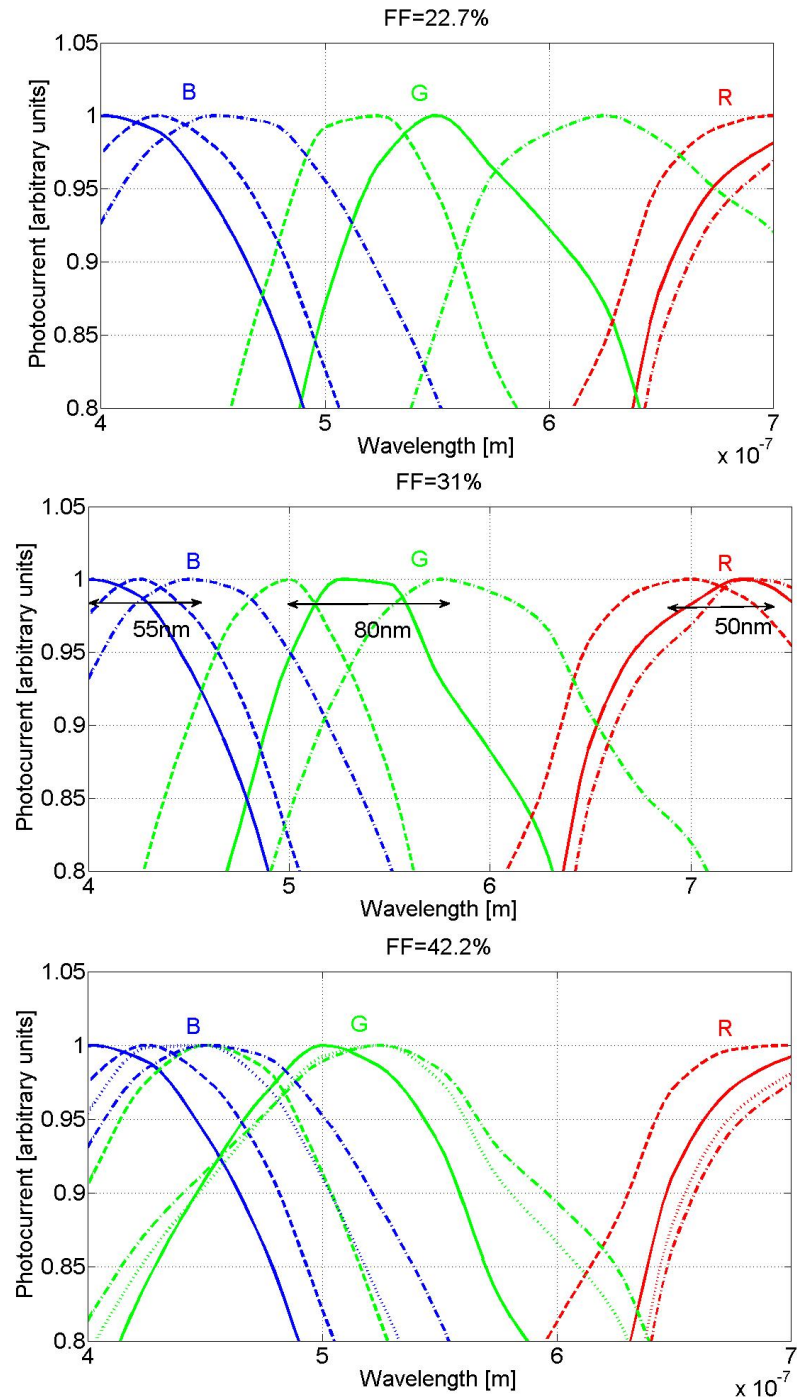 FF=22.7%
1.05
1
0.95
0.9
0.85
0.8
Photocurrent [arbitrary units]
B
G
R
4
5
6
7
Wavelength [m]
x 10⁻⁷
FF=31%
1.05
1
0.95
0.9
0.85
0.8
Photocurrent [arbitrary units]
B
G
R
55nm
80nm
50nm
4
5
6
7
Wavelength [m]
x 10⁻⁷
FF=42.2%
1.05
1
0.95
0.9
0.85
0.8
Photocurrent [arbitrary units]
B
G
R
4
5
6
7
Wavelength [m]
x 10⁻⁷